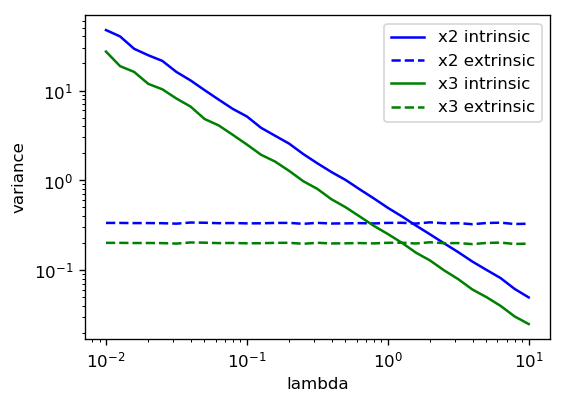 x2 intrinsic
x2 extrinsic
x3 intrinsic
x3 extrinsic
variance
10¹
10⁰
10⁻¹
10⁻² 10⁻¹ 10⁰ 10¹
lambda